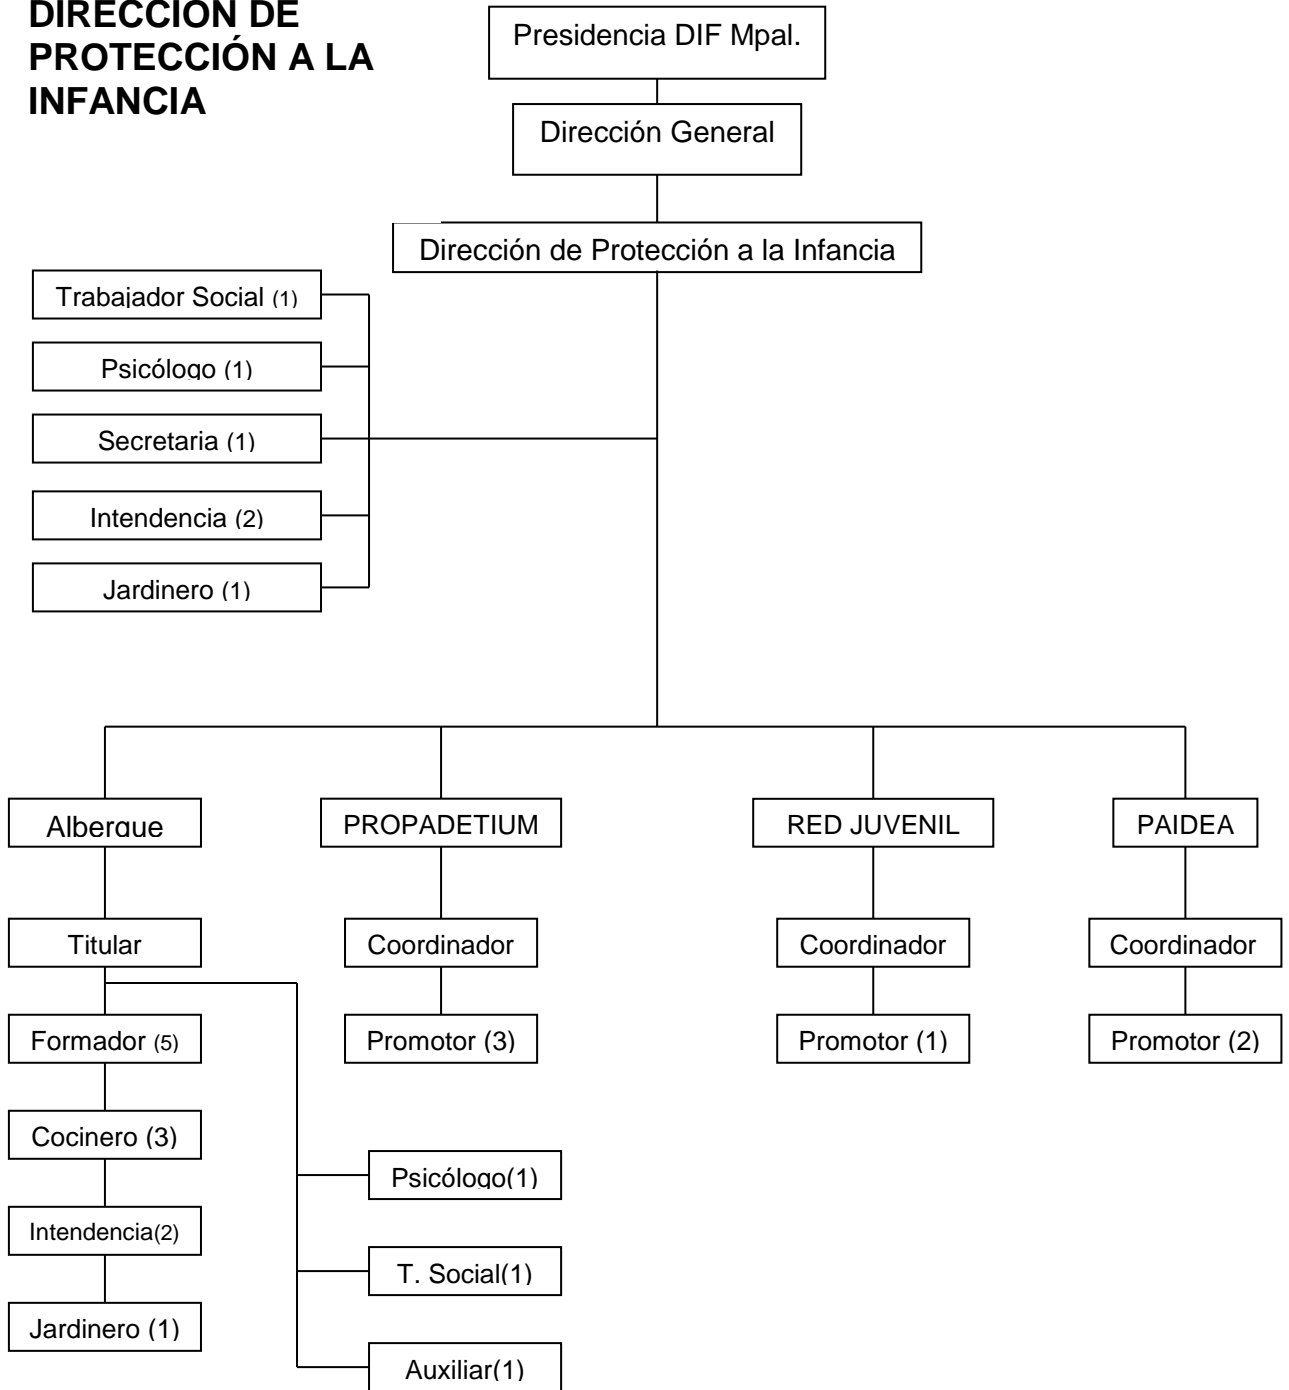 DIRECCIÓN DE
PROTECCIÓN A LA
INFANCIA
Presidencia DIF Mpal.
Dirección General
Dirección de Protección a la Infancia
Trabajador Social (1)
Psicólogo (1)
Secretaria (1)
Intendencia (2)
Jardinero (1)
Albergue
PROPADETIUM
RED JUVENIL
PAIDEA
Titular
Coordinador
Coordinador
Coordinador
Formador (5)
Promotor (3)
Promotor (1)
Promotor (2)
Cocinero (3)
Psicólogo(1)
Intendencia(2)
T. Social(1)
Jardinero (1)
Auxiliar(1)